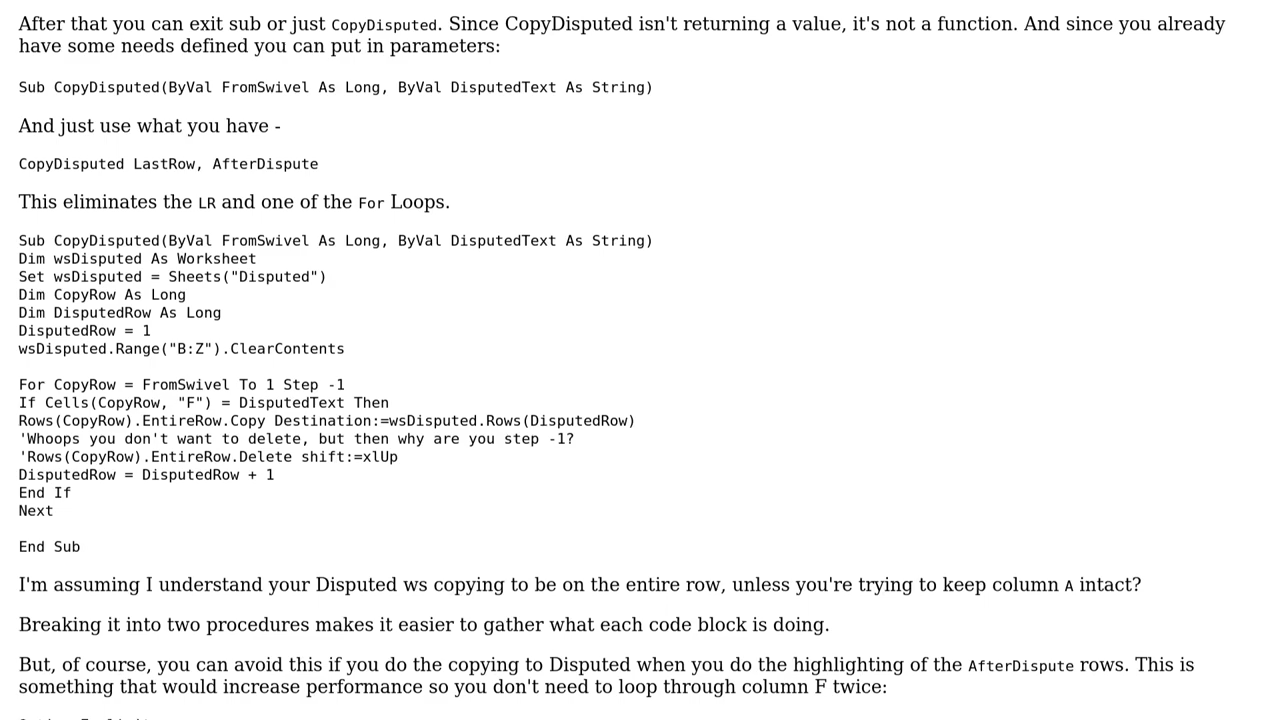 After that you can exit sub or just CopyDisputed. Since CopyDisputed isn't returning a value, it's not a function. And since you already
have some needs defined you can put in parameters:
Sub CopyDisputed(ByVal FromSwivel As Long, ByVal DisputedText As String)
And just use what you have -
CopyDisputed LastRow, AfterDispute
This eliminates the LR and one of the For Loops.
Sub CopyDisputed(ByVal FromSwivel As Long, ByVal DisputedText As String)
Dim wsDisputed As Worksheet
Set wsDisputed = Sheets("Disputed")
Dim CopyRow As Long
Dim DisputedRow As Long
DisputedRow = 1
wsDisputed.Range("B:Z").ClearContents
For CopyRow = FromSwivel To 1 Step -1
If Cells(CopyRow, "F") = DisputedText Then
Rows(CopyRow).EntireRow.Copy Destination:=wsDisputed.Rows(DisputedRow)
'Whoops you don't want to delete, but then why are you step -1?
'Rows(CopyRow).EntireRow.Delete shift:=xlUp
DisputedRow = DisputedRow + 1
End If
Next
End Sub
I'm assuming I understand your Disputed ws copying to be on the entire row, unless you're trying to keep column A intact?
Breaking it into two procedures makes it easier to gather what each code block is doing.
But, of course, you can avoid this if you do the copying to Disputed when you do the highlighting of the AfterDispute rows. This is
something that would increase performance so you don't need to loop through column F twice: